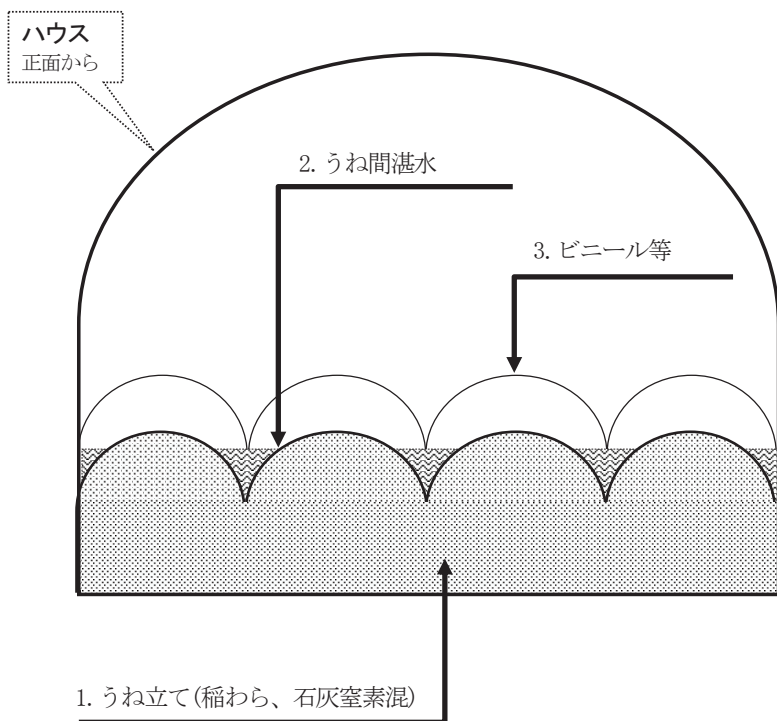 ハウス
正面から
2. うね間湛水
3. ビニール等
1. うね立て(稲わら、石灰窒素混)